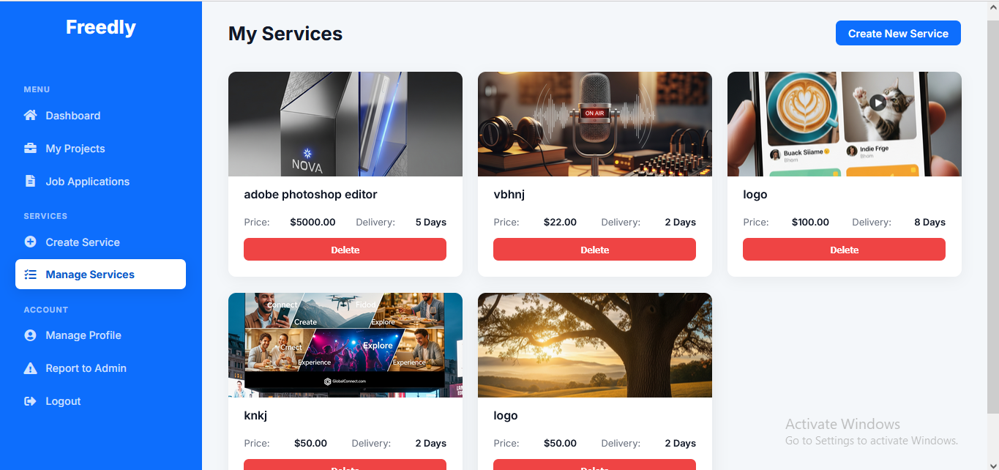 Freedly
MENU
Dashboard
My Projects
Job Applications
SERVICES
Create Service
Manage Services
ACCOUNT
Manage Profile
Report to Admin
Logout
My Services
Create New Service
NOVA
adobe photoshop editor
Price: $5000.00 Delivery: 5 Days
Delete
ON AIR
vbhnj
Price: $22.00 Delivery: 2 Days
Delete
Buack Siiame
Bhom
Indie Frge
Bhom
logo
Price: $100.00 Delivery: 8 Days
Delete
Connect
Create
Fidod
Explore
Crnect
Experience
Explore
Experience
GlobalConnect.com
knkj
Price: $50.00 Delivery: 2 Days
Delete
logo
Price: $50.00 Delivery: 2 Days
Delete
Activate Windows
Go to Settings to activate Windows.